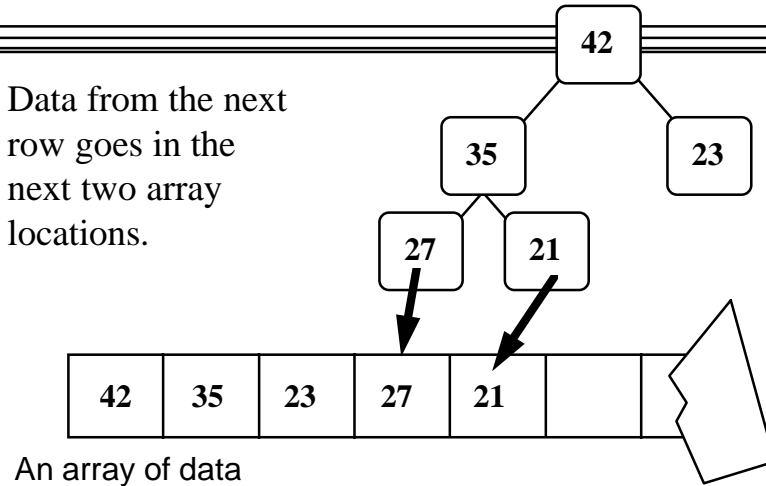 42
Data from the next
row goes in the
next two array
locations.
35 23
27 21
42 35 23 27 21
An array of data